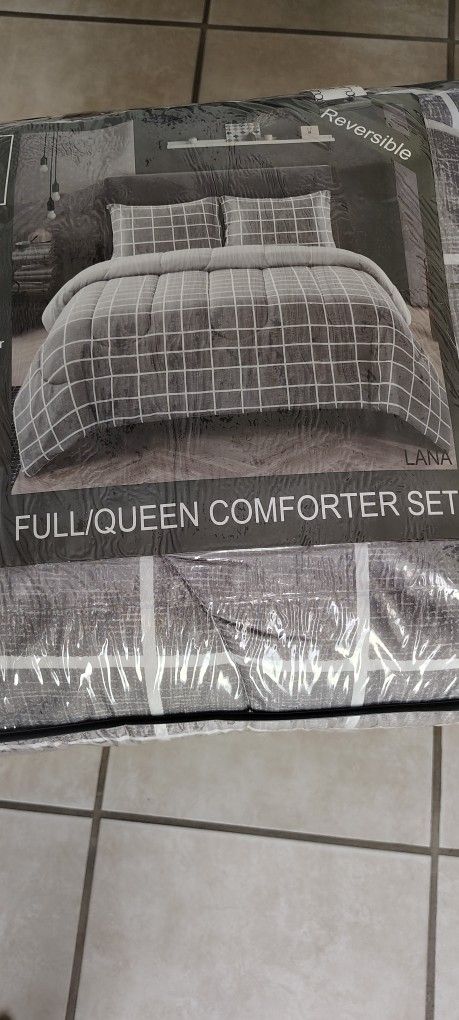 Reversible
LANA
FULL/QUEEN COMFORTER SET